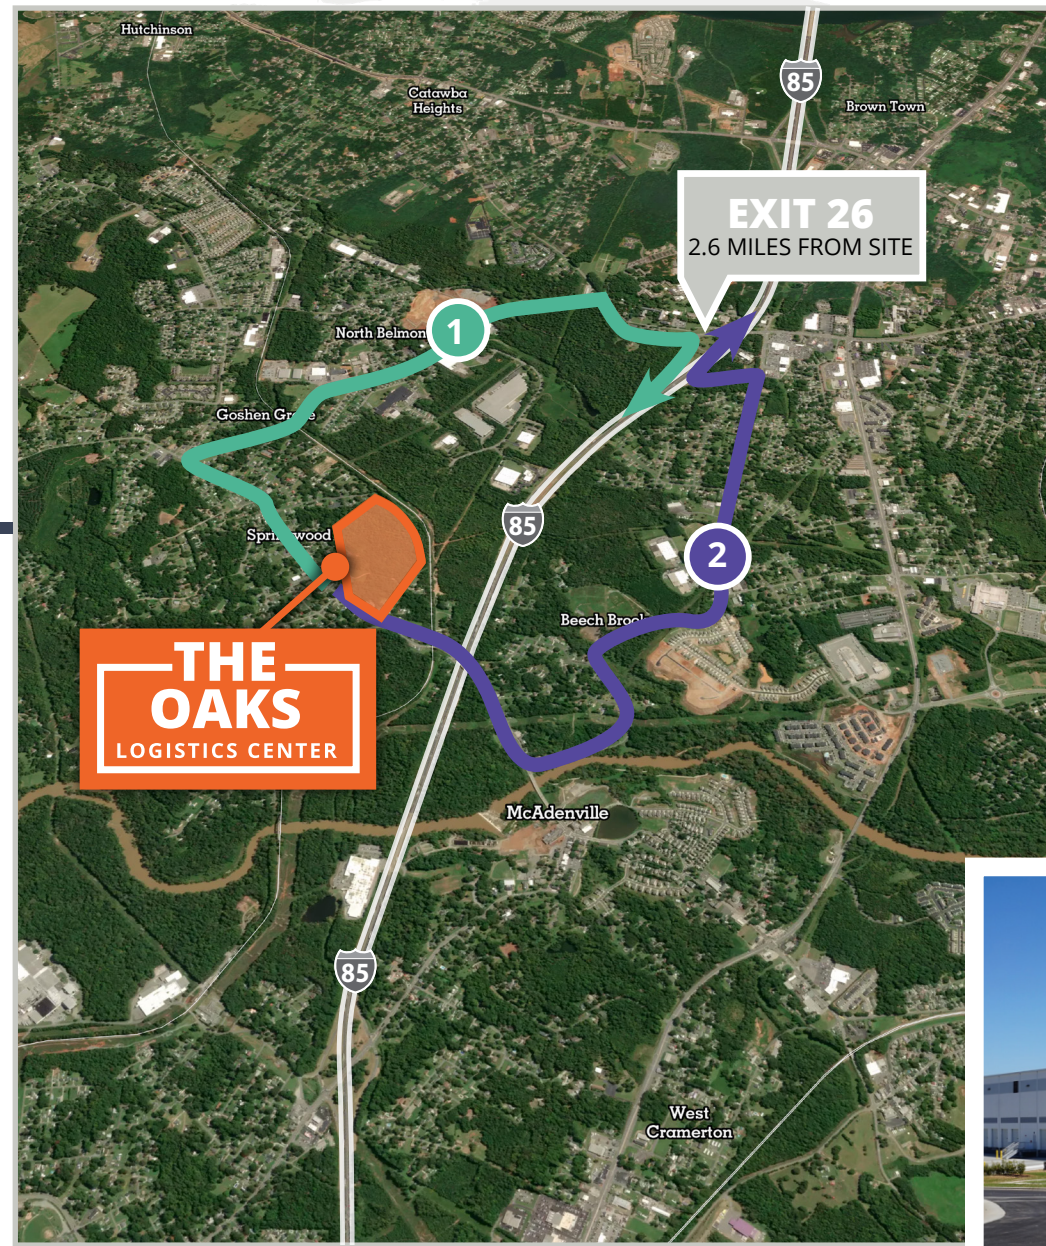 Hutchinson
Catawba
Heights
85
Brown Town
EXIT 26
2.6 MILES FROM SITE
North Belmon
1
Goshen Gr
e
Spri
wood
85
2
Beech Broo
THE
OAKS
LOGISTICS CENTER
McAdenville
85
West
Cramerton